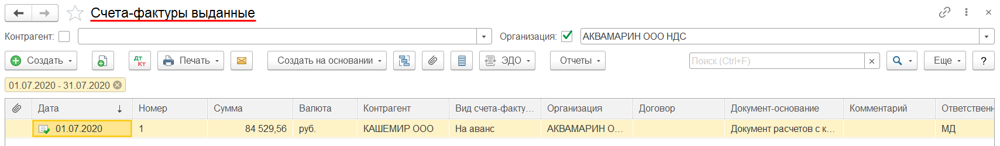 Счета-фактуры выданные
Контрагент: Организация: АКВАМАРИН ООО НДС
Создать Дт Кт Печать Создать на основании ЭДО Отчеты Поиск (Ctrl+F) × Еще ?
01.07.2020 - 31.07.2020
Дата ↓ Номер Сумма Валюта Контрагент Вид счета-факту... Организация Договор Документ-основание Комментарий Ответственн
01.07.2020 1 84 529,56 руб. КАШЕМИР ООО На аванс АКВАМАРИН О... Документ расчетов с к... МД